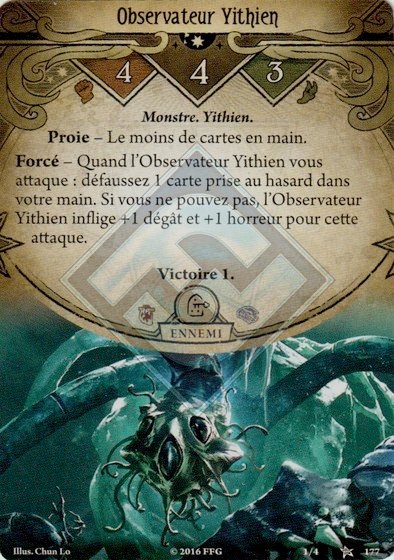 Observateur Yithien
4 4 3
Monstre. Yithien.
Proie – Le moins de cartes en main.
Forcé – Quand l'Observateur Yithien vous
attaque : défaussez 1 carte prise au hasard dans
votre main. Si vous ne pouvez pas, l'Observateur
Yithien inflige +1 dégât et +1 horreur pour cette
attaque.
Victoire 1.
ENNEMI
Illus. Chun Lo © 2016 FFG 1/4 177